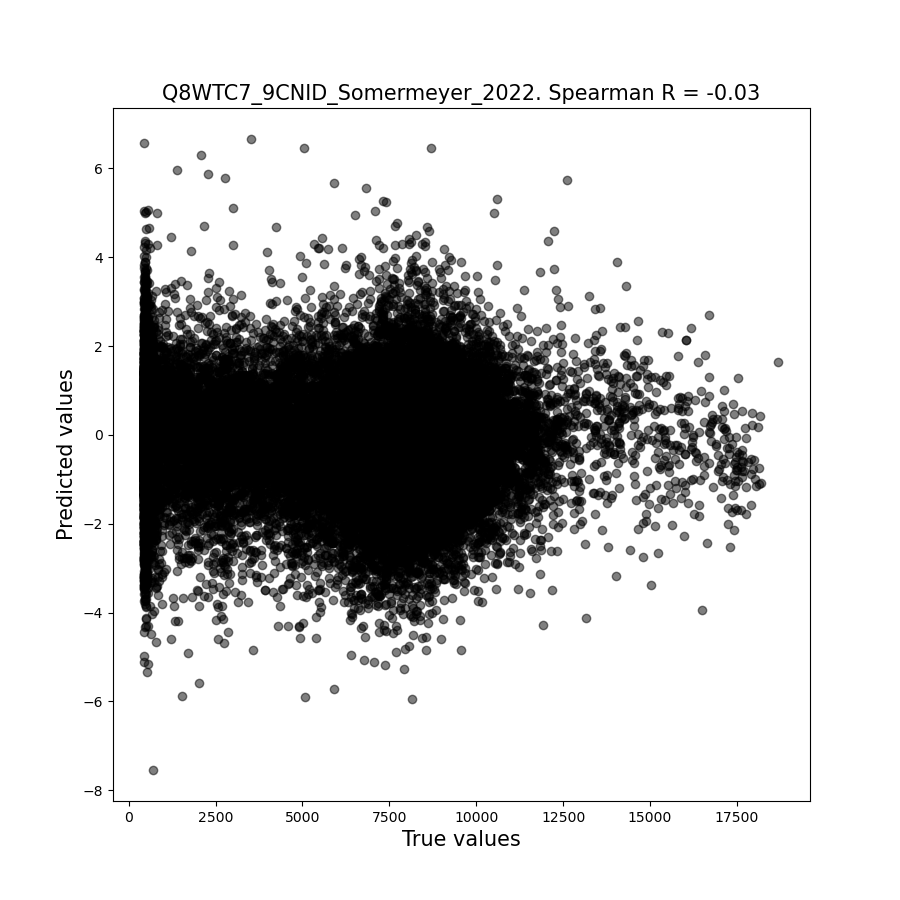 Q8WTC7_9CNID_Somermeyer_2022. Spearman R = -0.03
6
4
2
0
−2
−4
−6
−8
Predicted values
0 2500 5000 7500 10000 12500 15000 17500
True values